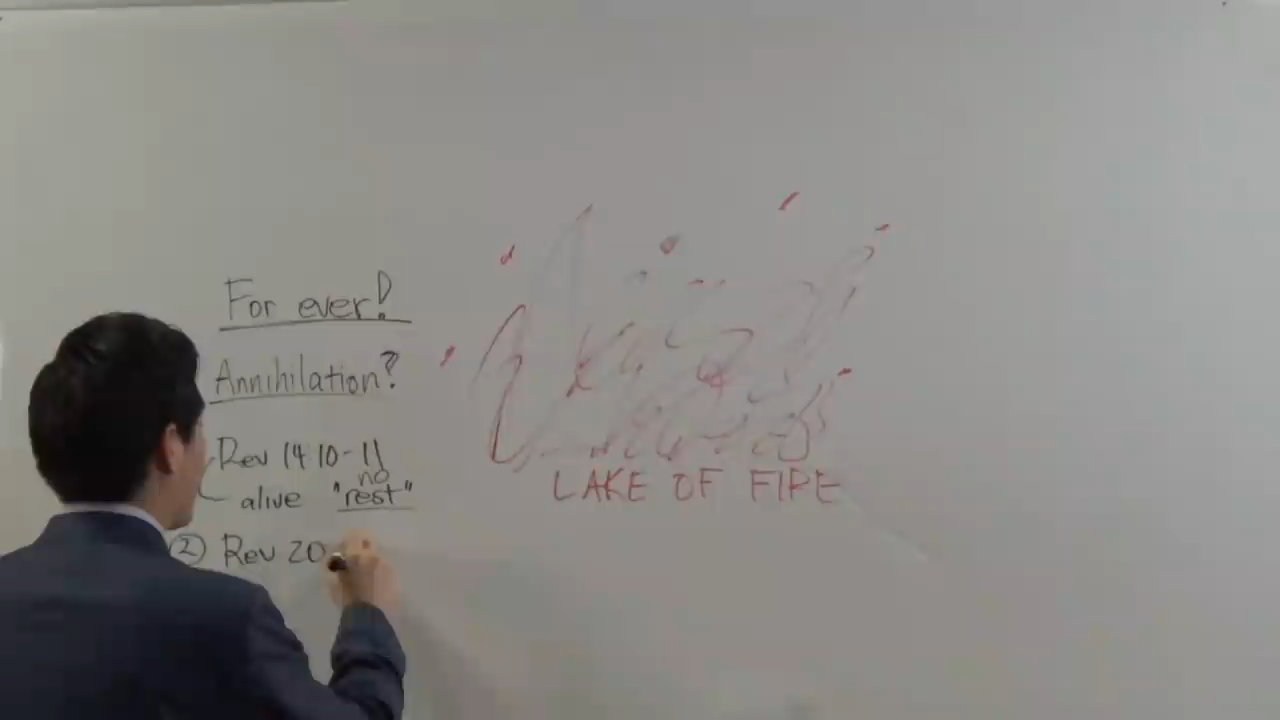 For ever!
Annihilation?
Rev 14 10-11
no
alive "rest"
② Rev 20
LAKE OF FIRE